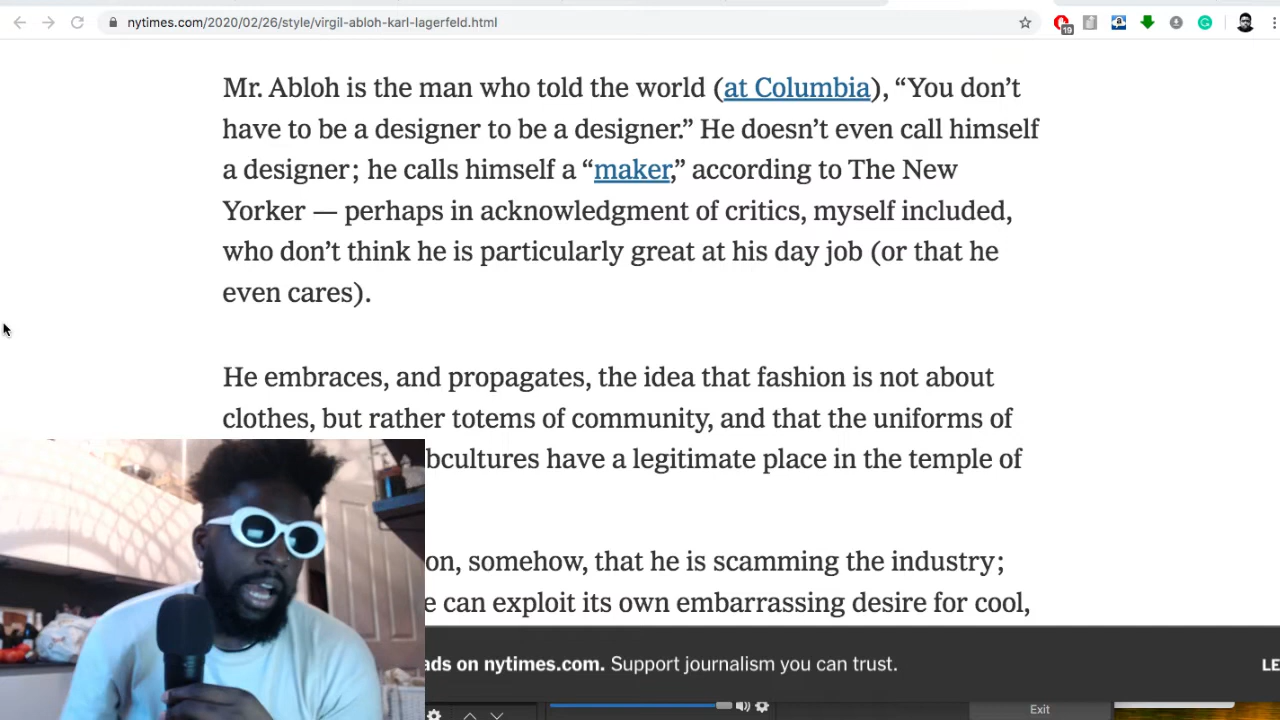 nytimes.com/2020/02/26/style/virgil-abloh-karl-lagerfeld.html
19
Mr. Abloh is the man who told the world (at Columbia), “You don’t
have to be a designer to be a designer.” He doesn’t even call himself
a designer; he calls himself a “maker,” according to The New
Yorker — perhaps in acknowledgment of critics, myself included,
who don’t think he is particularly great at his day job (or that he
even cares).
He embraces, and propagates, the idea that fashion is not about
clothes, but rather totems of community, and that the uniforms of
bcultures have a legitimate place in the temple of
on, somehow, that he is scamming the industry;
e can exploit its own embarrassing desire for cool,
ads on nytimes.com. Support journalism you can trust.
LE
Exit